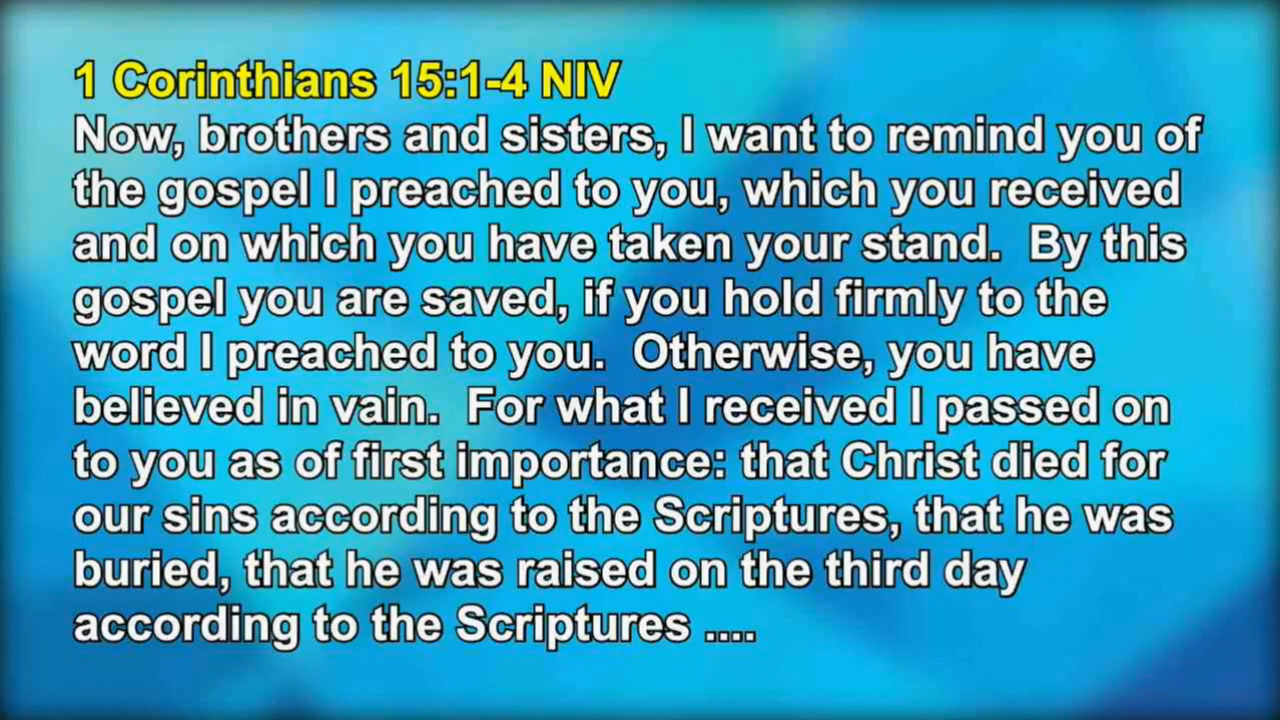 1 Corinthians 15:1-4 NIV
Now, brothers and sisters, I want to remind you of
the gospel I preached to you, which you received
and on which you have taken your stand.  By this
gospel you are saved, if you hold firmly to the
word I preached to you.  Otherwise, you have
believed in vain.  For what I received I passed on
to you as of first importance: that Christ died for
our sins according to the Scriptures, that he was
buried, that he was raised on the third day
according to the Scriptures ....